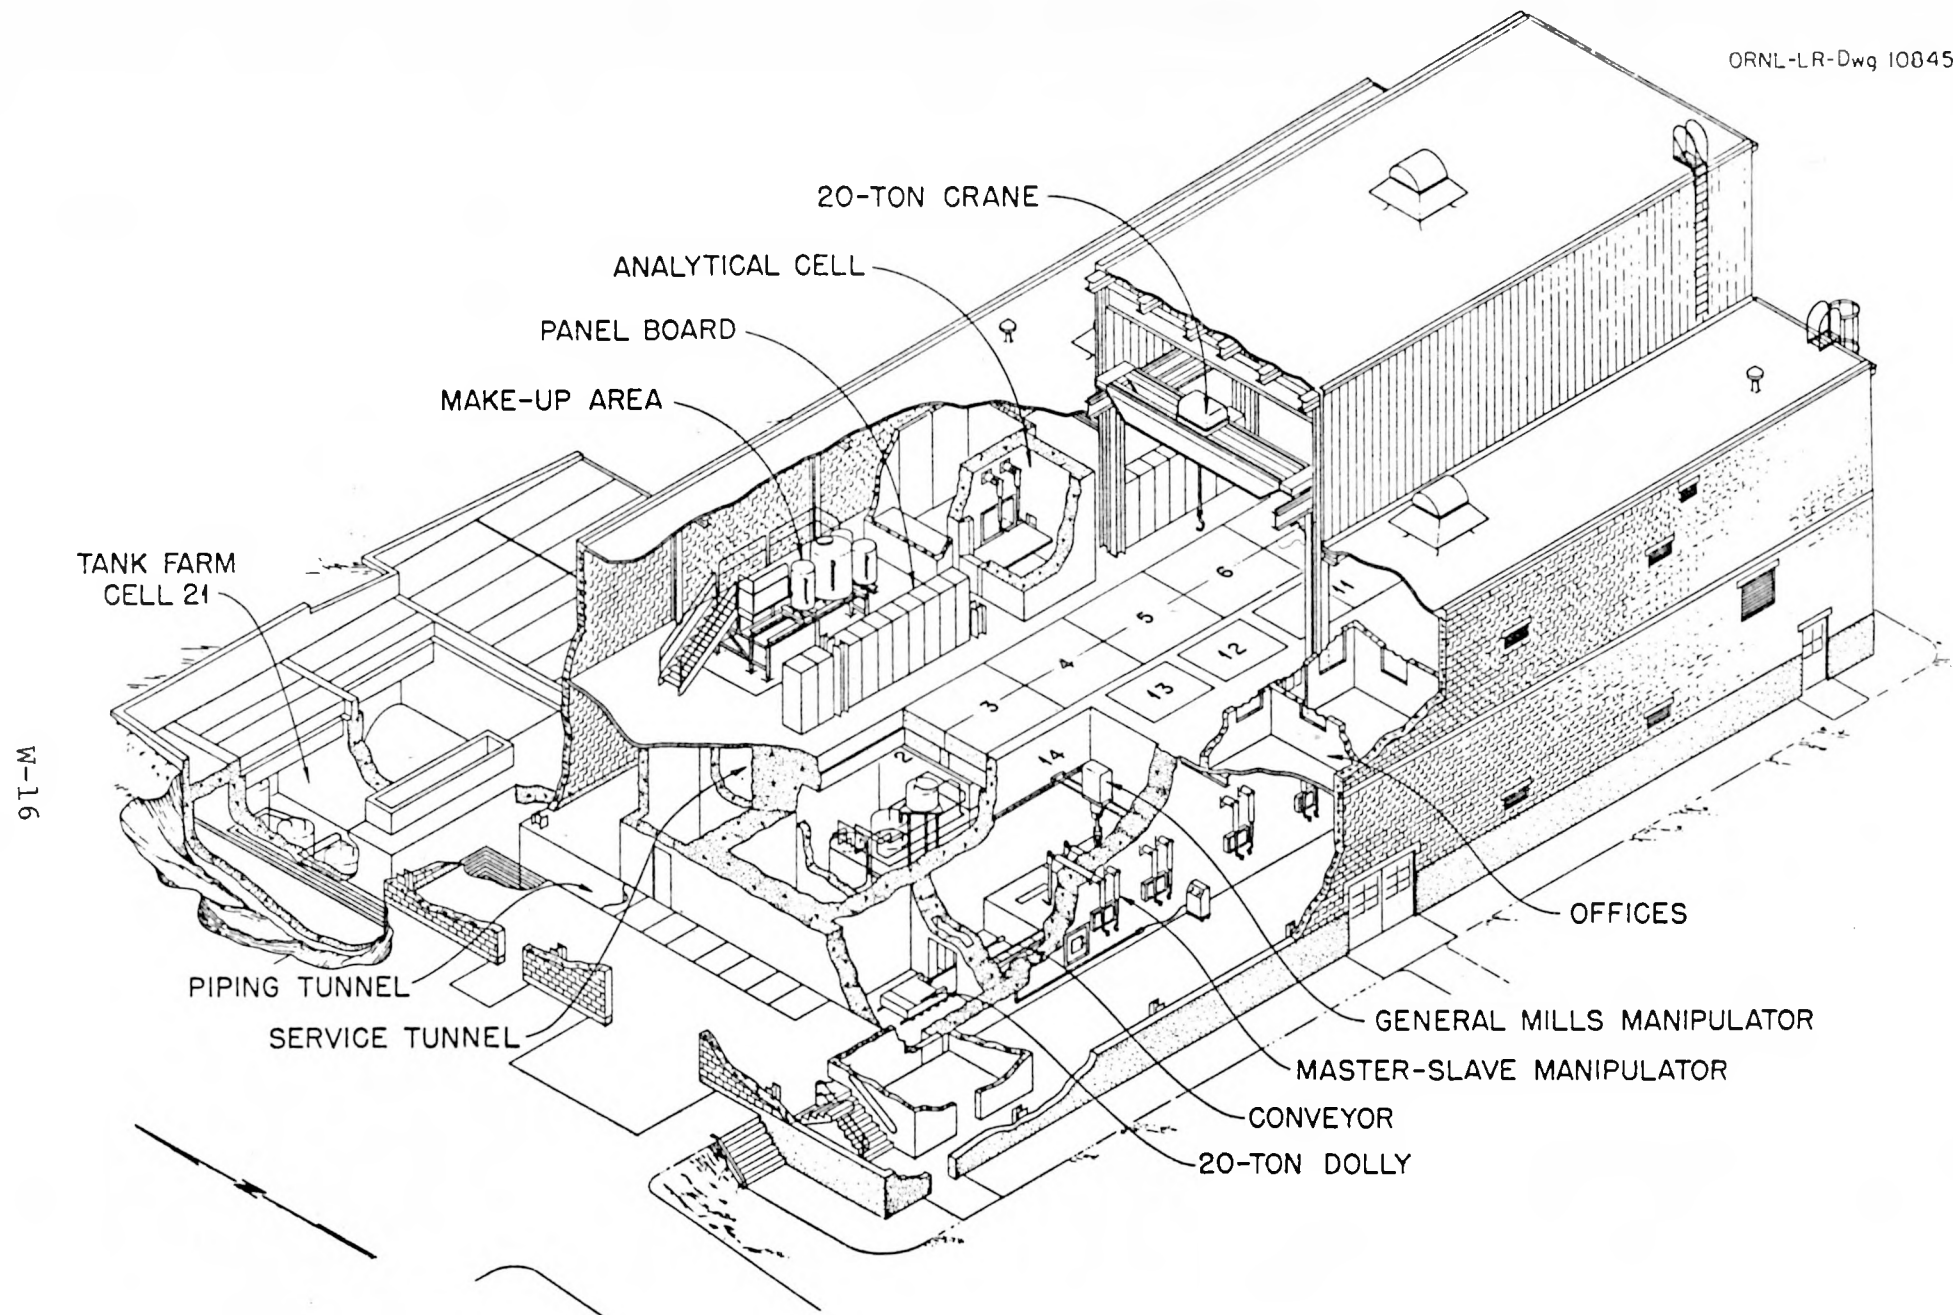 ORNL-LR-Dwg 10845
20-TON CRANE
ANALYTICAL CELL
PANEL BOARD
MAKE-UP AREA
TANK FARM
CELL 21
6
11
5
12
4
13
3
14
2
W-16
OFFICES
PIPING TUNNEL
SERVICE TUNNEL
GENERAL MILLS MANIPULATOR
MASTER-SLAVE MANIPULATOR
CONVEYOR
20-TON DOLLY
N